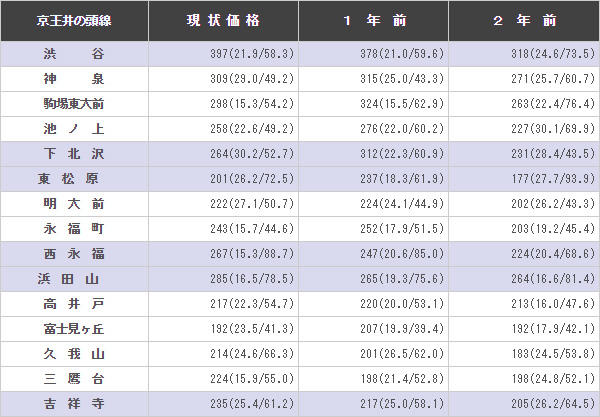 京王井の頭線 現状価格 1年前 2年前
渋谷 397(21.9/58.3) 378(21.0/59.6) 318(24.6/73.5)
神泉 309(29.0/49.2) 315(25.0/43.3) 271(25.7/60.7)
駒場東大前 298(15.3/54.2) 324(15.5/62.9) 263(22.4/76.4)
池ノ上 258(22.6/49.2) 276(22.0/60.2) 227(30.1/69.9)
下北沢 264(30.2/52.7) 312(22.3/60.9) 231(28.4/43.5)
東松原 201(26.2/72.5) 237(18.3/61.9) 177(27.7/93.9)
明大前 222(27.1/50.7) 224(24.1/44.9) 202(26.2/43.3)
永福町 243(15.7/44.6) 252(17.9/51.5) 203(19.2/45.4)
西永福 267(15.3/88.7) 247(20.6/85.0) 224(20.4/68.6)
浜田山 285(16.5/78.5) 265(19.3/75.6) 264(16.6/81.4)
高井戸 217(22.3/54.7) 220(20.0/53.1) 213(16.0/47.6)
富士見ヶ丘 192(23.5/41.3) 207(19.9/39.4) 192(17.9/42.1)
久我山 214(24.6/66.3) 201(26.5/62.0) 183(24.5/53.8)
三鷹台 224(15.9/55.0) 198(21.4/52.8) 198(24.8/52.1)
吉祥寺 235(25.4/61.2) 217(25.0/58.1) 205(26.2/64.5)